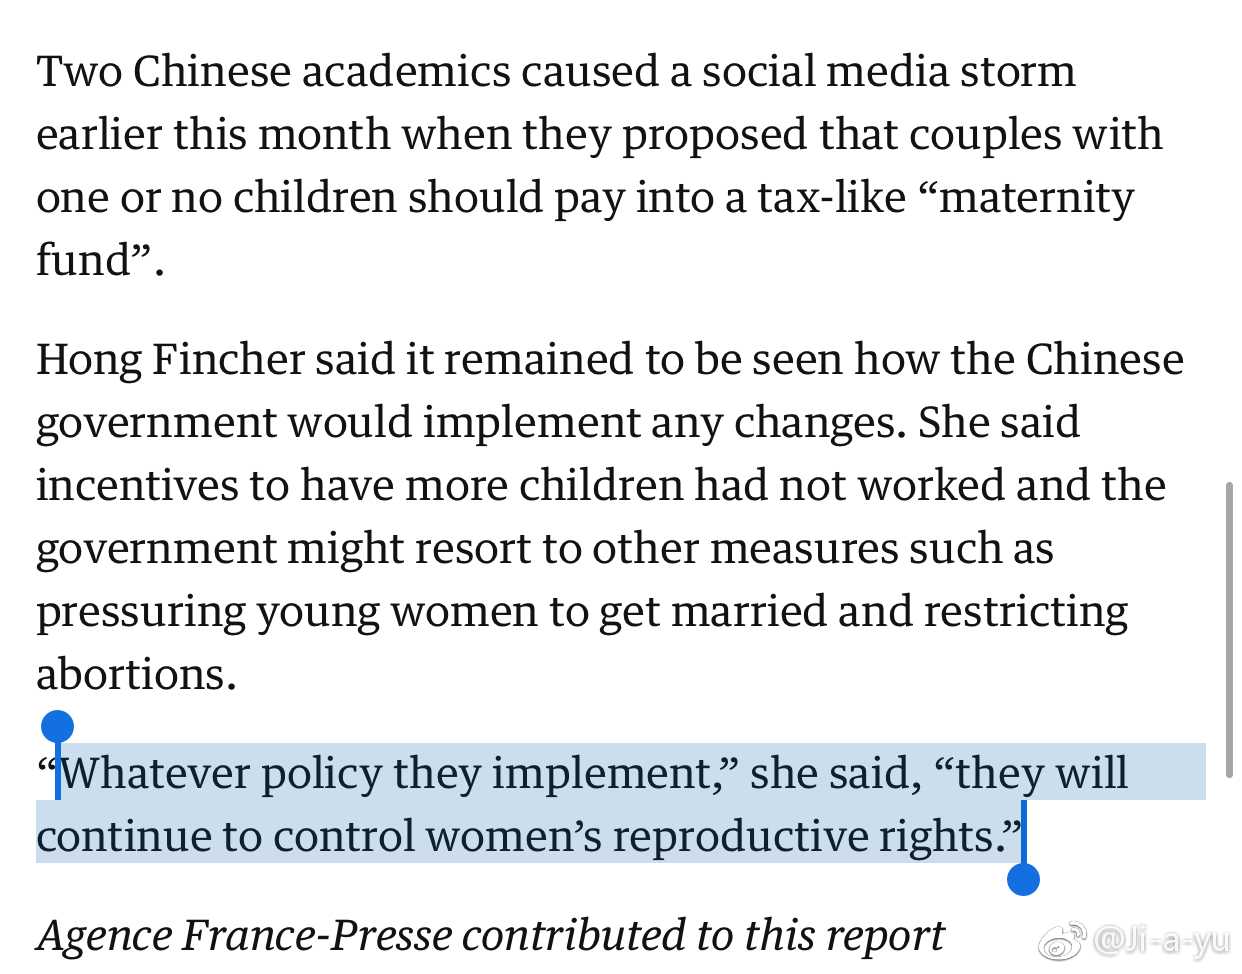 Two Chinese academics caused a social media storm
earlier this month when they proposed that couples with
one or no children should pay into a tax-like “maternity
fund”.
Hong Fincher said it remained to be seen how the Chinese
government would implement any changes. She said
incentives to have more children had not worked and the
government might resort to other measures such as
pressuring young women to get married and restricting
abortions.
“Whatever policy they implement,” she said, “they will
continue to control women’s reproductive rights.”
Agence France-Presse contributed to this report
@Ji-a-yu